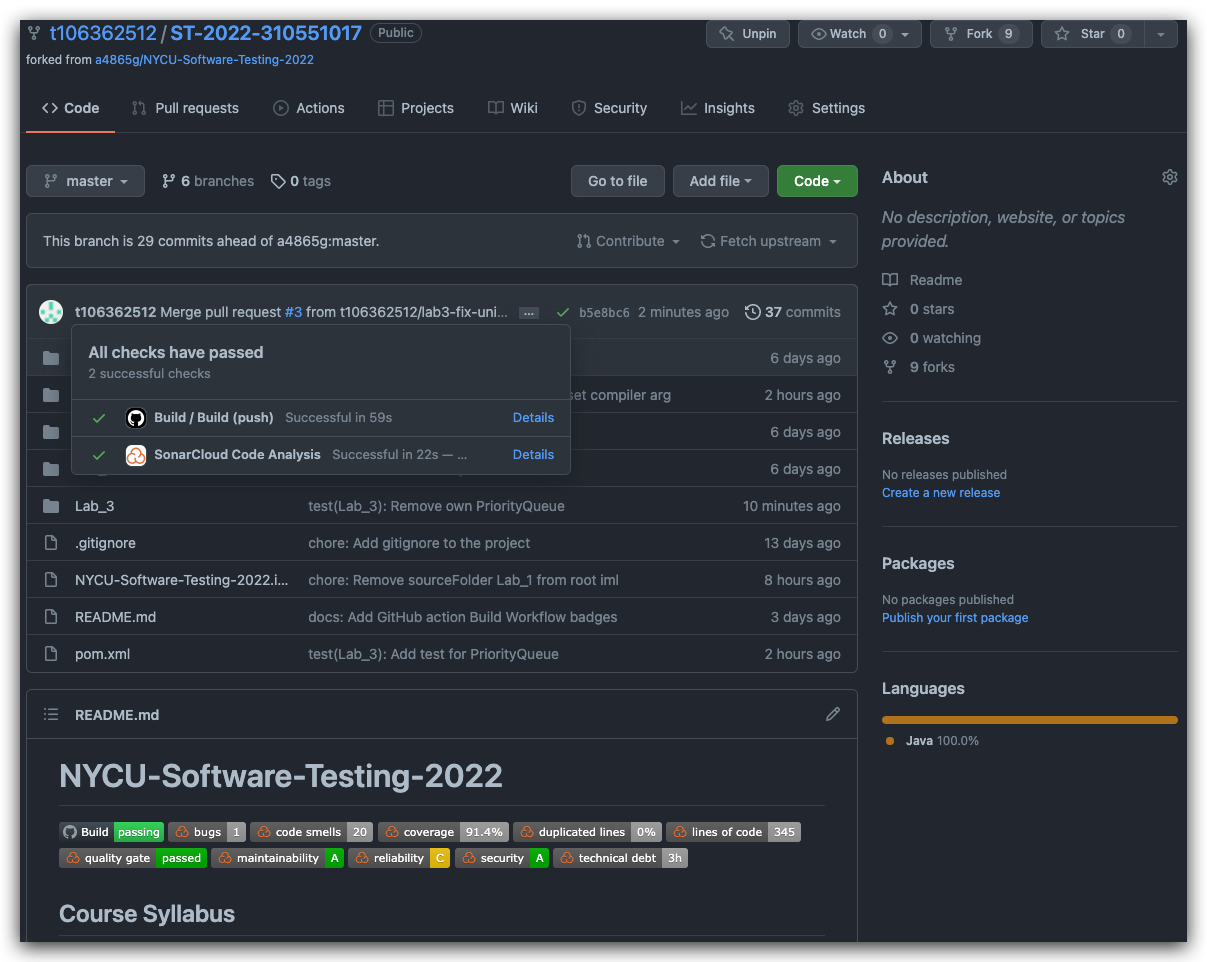 t106362512 / ST-2022-310551017 Public
Unpin Watch 0 Fork 9 Star 0
forked from a4865g/NYCU-Software-Testing-2022
Code Pull requests Actions Projects Wiki Security Insights Settings
master 6 branches 0 tags Go to file Add file Code
This branch is 29 commits ahead of a4865g:master. Contribute Fetch upstream
t106362512 Merge pull request #3 from t106362512/lab3-fix-uni... ... b5e8bc6 2 minutes ago 37 commits
All checks have passed
2 successful checks
Build / Build (push) Successful in 59s Details
SonarCloud Code Analysis Successful in 22s — ... Details
6 days ago
set compiler arg 2 hours ago
6 days ago
6 days ago
Lab_3 test(Lab_3): Remove own PriorityQueue 10 minutes ago
.gitignore chore: Add gitignore to the project 13 days ago
NYCU-Software-Testing-2022.i... chore: Remove sourceFolder Lab_1 from root iml 8 hours ago
README.md docs: Add GitHub action Build Workflow badges 3 days ago
pom.xml test(Lab_3): Add test for PriorityQueue 2 hours ago
README.md
NYCU-Software-Testing-2022
Build passing bugs 1 code smells 20 coverage 91.4% duplicated lines 0% lines of code 345
quality gate passed maintainability A reliability C security A technical debt 3h
Course Syllabus
About
No description, website, or topics
provided.
Readme
0 stars
0 watching
9 forks
Releases
No releases published
Create a new release
Packages
No packages published
Publish your first package
Languages
Java 100.0%